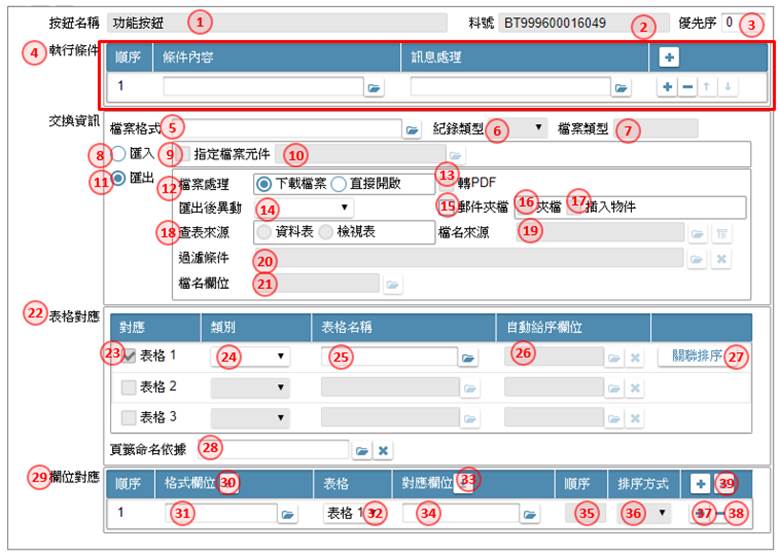 按鈕名稱 功能按鈕 1 料號 BT999600016049 2 優先序 0 3
4 執行條件 順序 條件內容 訊息處理
1
交換資訊 檔案格式 5 紀錄類型 6 檔案類型 7
8 匯入 9 指定檔案元件 10
11 匯出 12 檔案處理 下載檔案 直接開啟 13 轉PDF
匯出後異動 14 15 郵件夾檔 16 夾檔 17 插入物件
18 查表來源 資料表 檢視表 檔名來源 19
過濾條件 20
檔名欄位 21
22 表格對應 對應 類別 表格名稱 自動給序欄位
23 表格 1 24 25 26 關聯排序 27
表格 2
表格 3
頁籤命名依據 28
29 欄位對應 順序 格式欄位 30 表格 對應欄位 33 順序 排序方式 39
1 31 表格 1 32 34 35 36 37 38